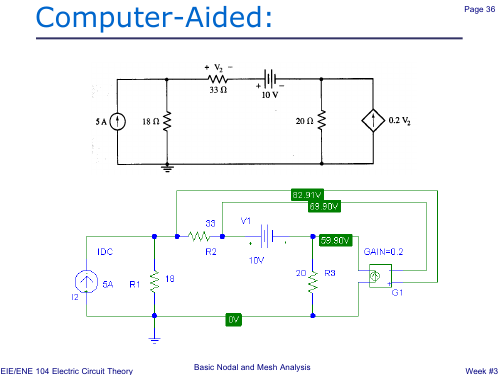 Computer-Aided:
Page 36
+ V2 −
33 Ω
+ −
10 V
5 A
18 Ω
20 Ω
0.2 V2
82.91V
69.90V
33
V1
59.90V
R2
IDC
10V
GAIN=0.2
5A
R1
18
20
R3
I2
G1
0V
Basic Nodal and Mesh Analysis
EIE/ENE 104 Electric Circuit Theory
Week #3